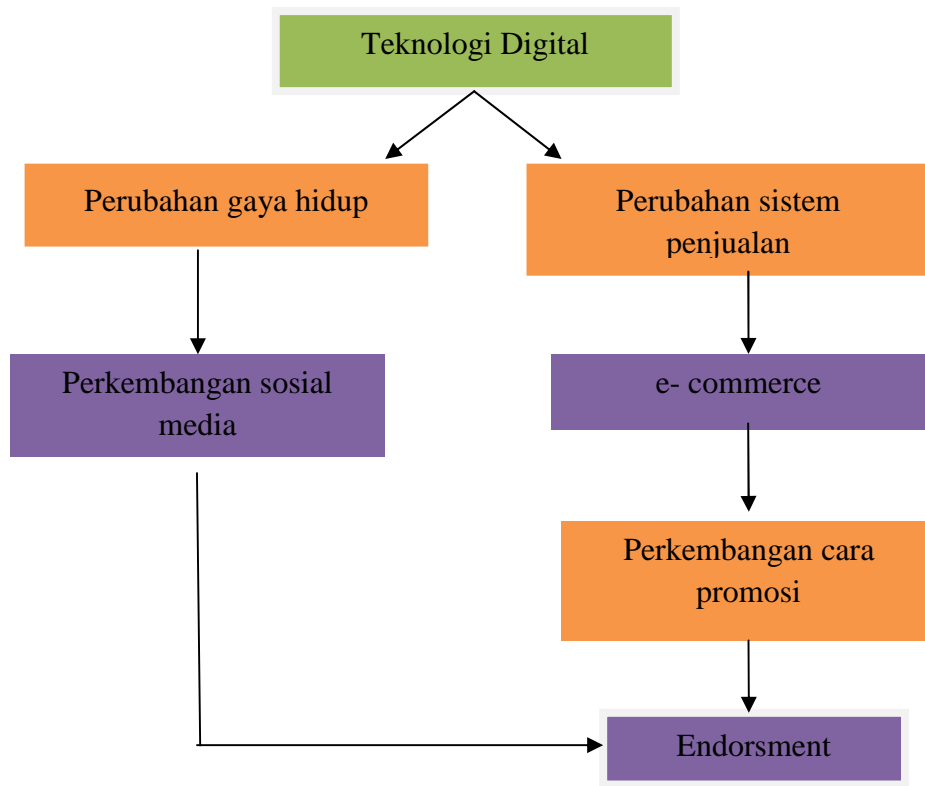 Teknologi Digital
Perubahan gaya hidup
Perubahan sistem
penjualan
Perkembangan sosial
media
e- commerce
Perkembangan cara
promosi
Endorsment